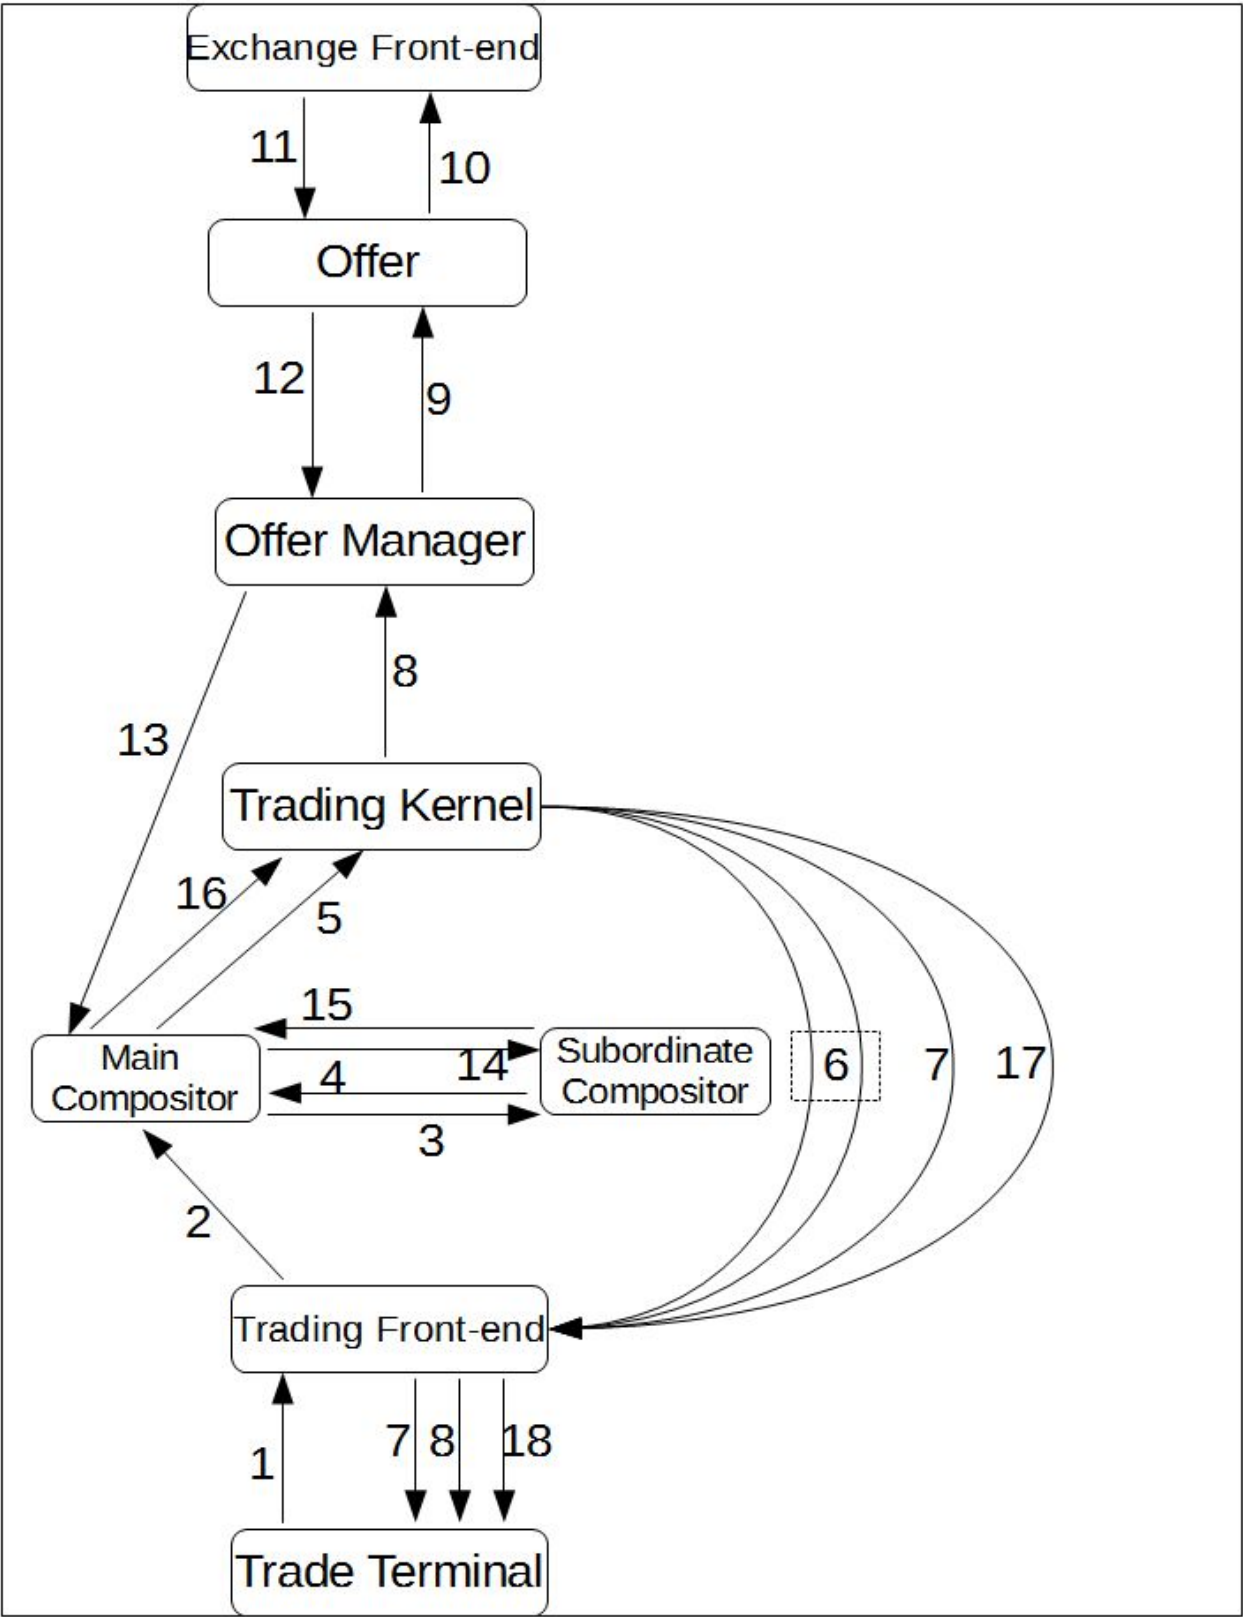 Exchange Front-end
11
10
Offer
12
9
Offer Manager
8
13
Trading Kernel
16
5
15
Main
Compositor
4
14
3
Subordinate
Compositor
6
7
17
2
Trading Front-end
7
8
18
1
Trade Terminal